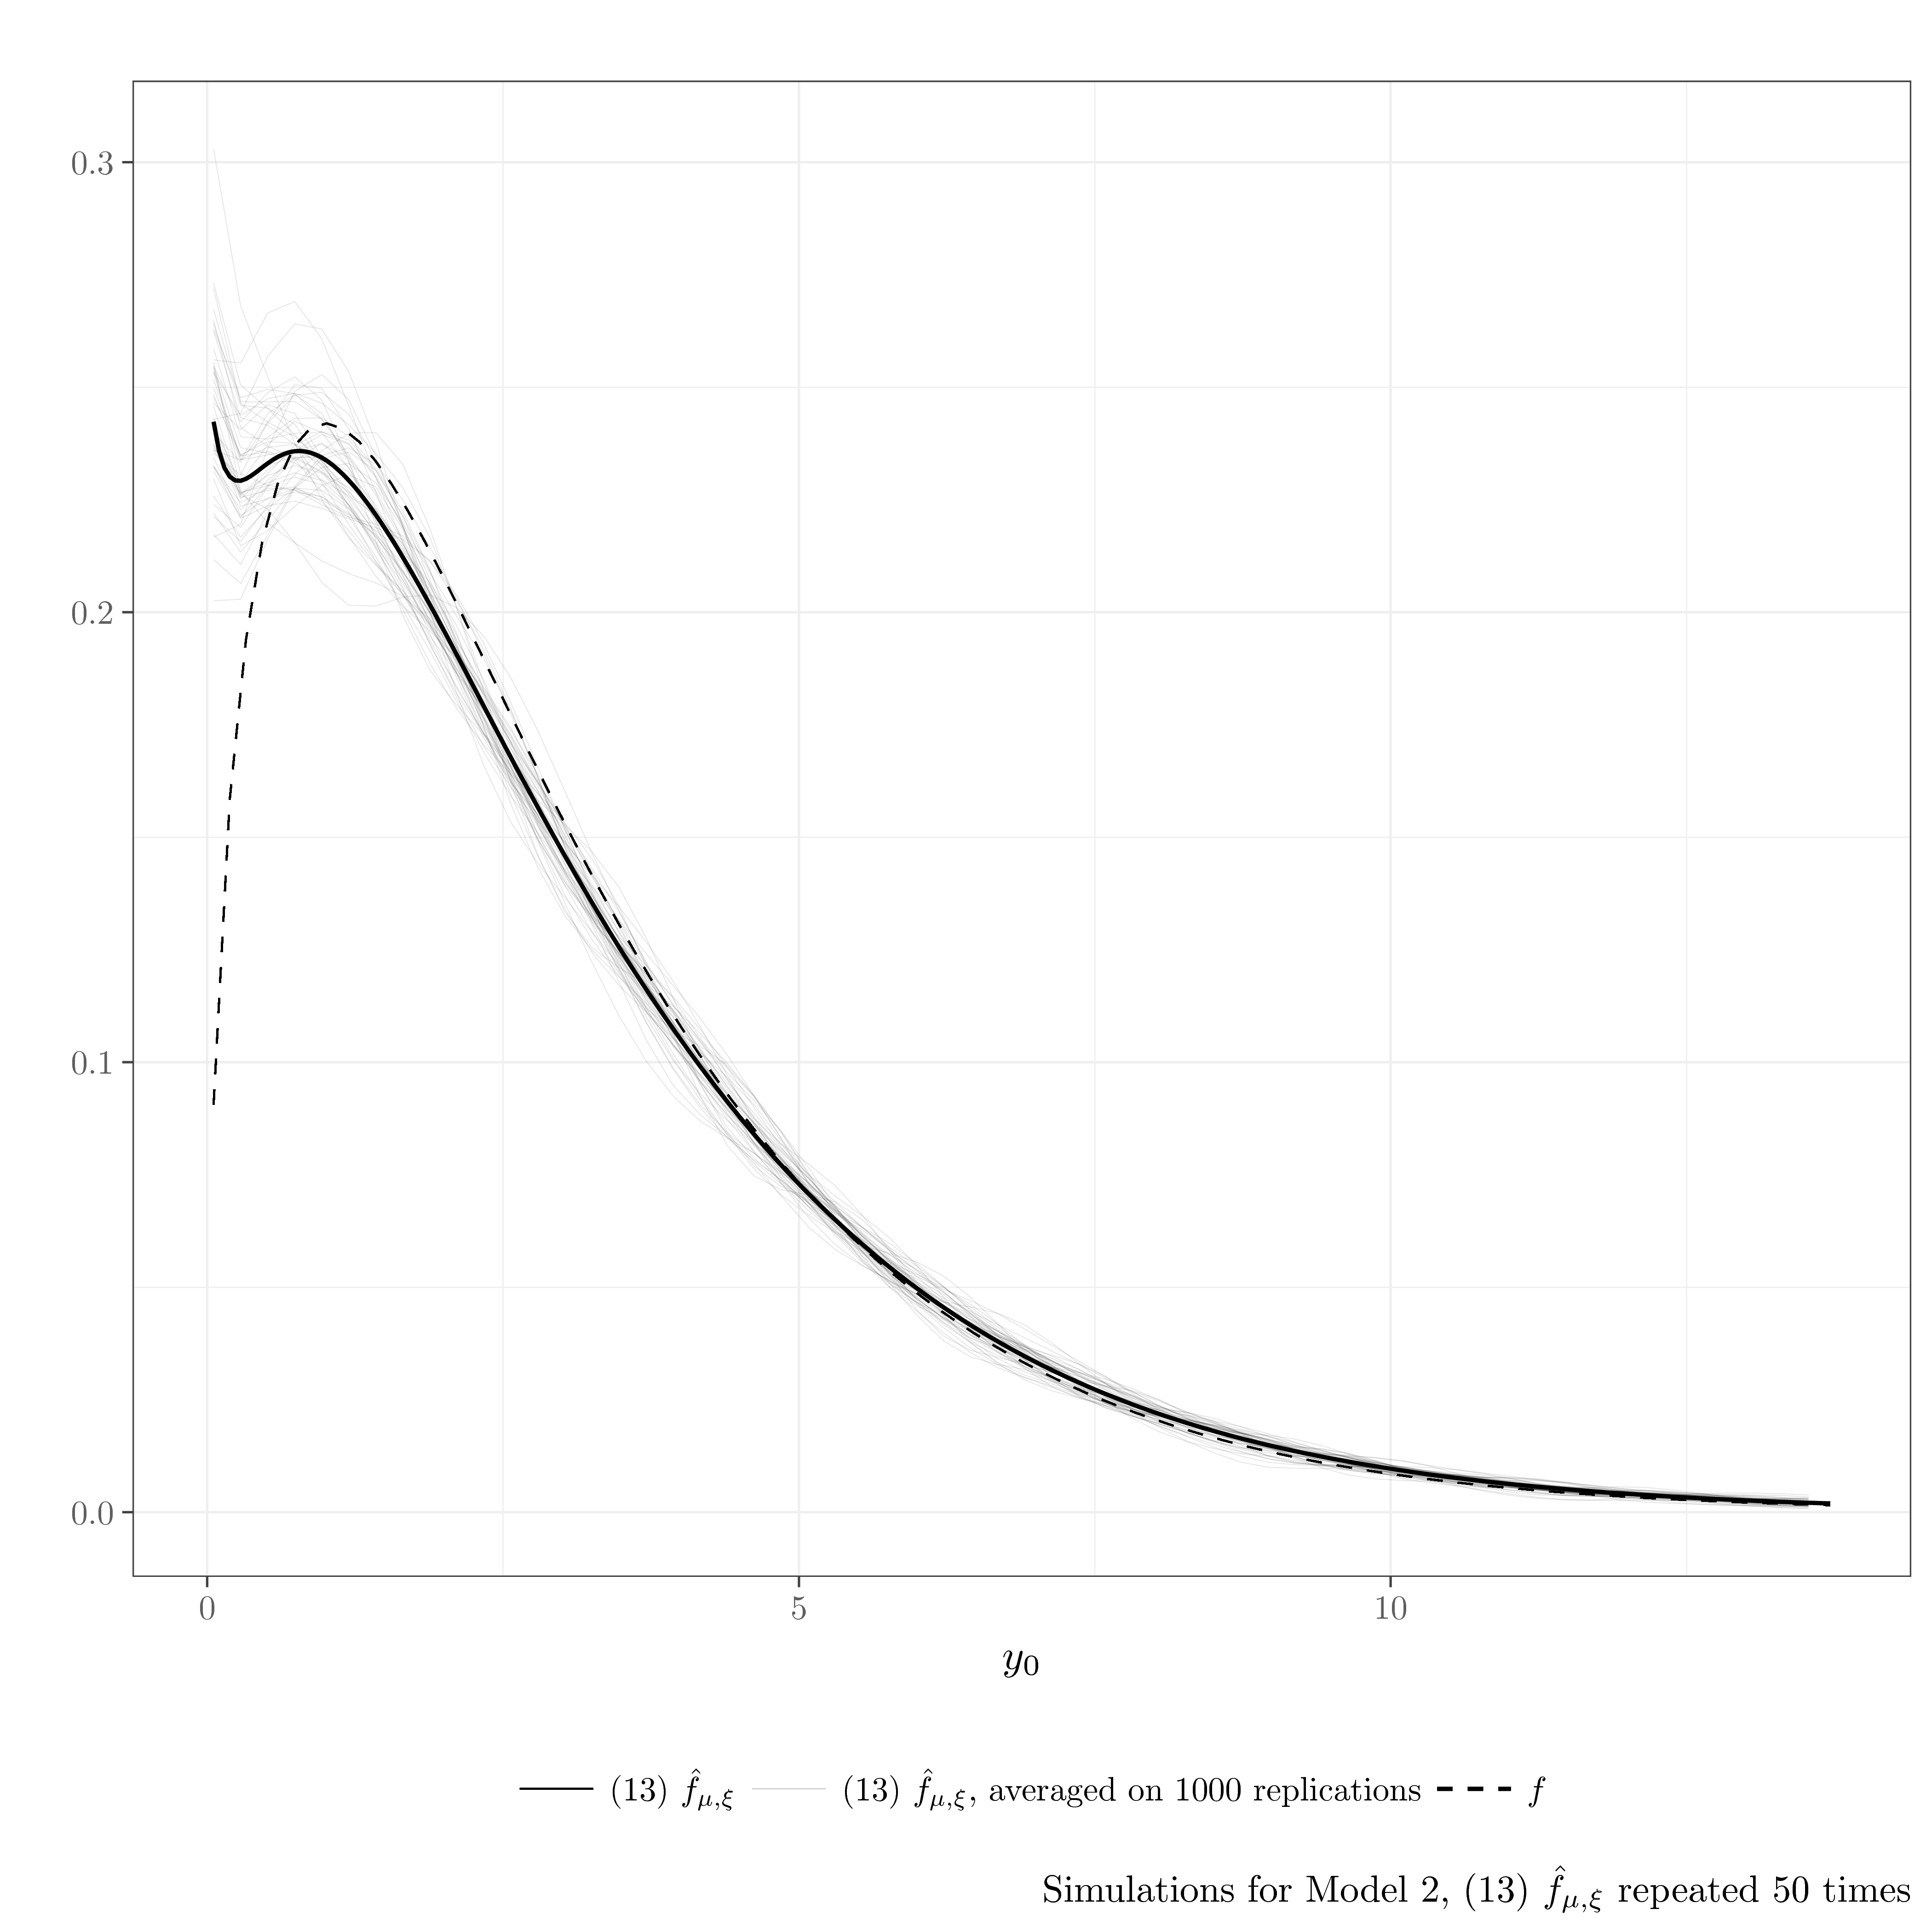 0.3
0.2
0.1
0.0
0 5 10
y₀
(13) f̂_{μ,ξ} (13) f̂_{μ,ξ}, averaged on 1000 replications f
Simulations for Model 2, (13) f̂_{μ,ξ} repeated 50 times